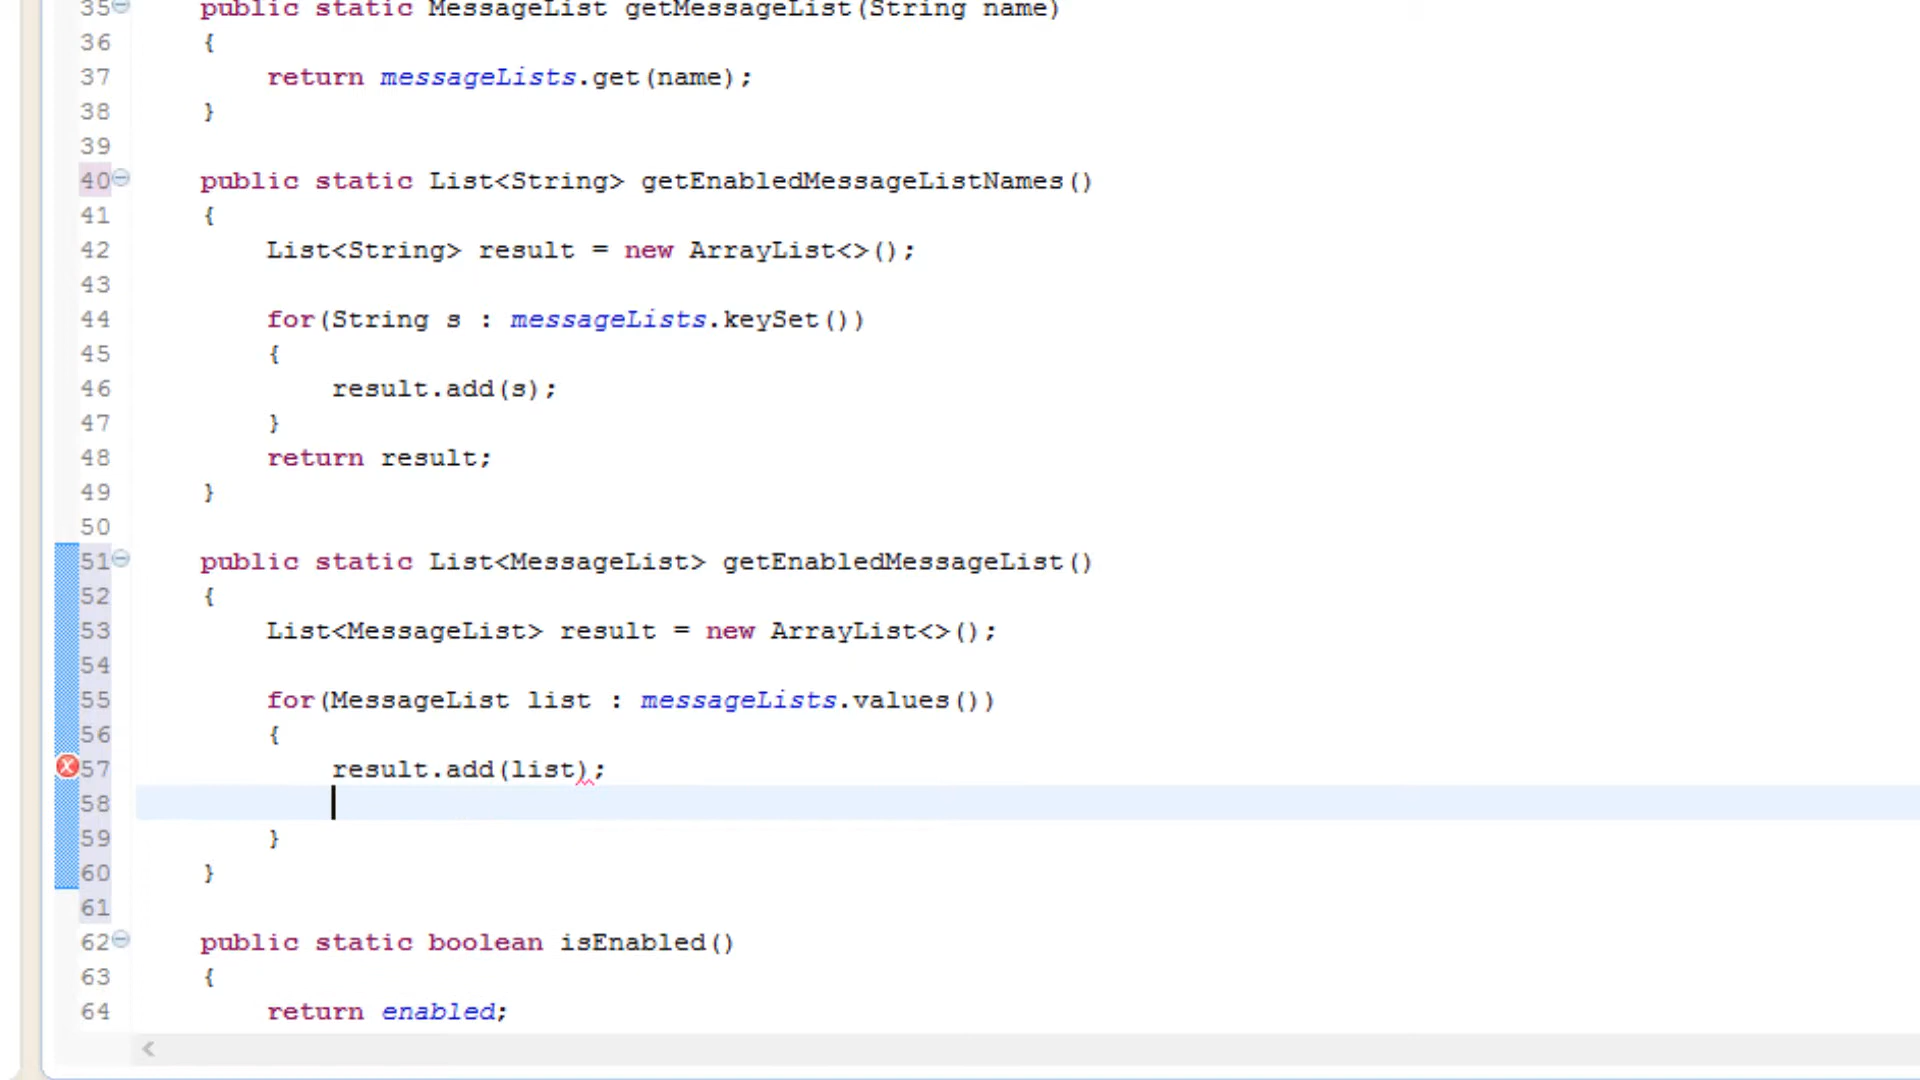 35 public static MessageList getMessageList(String name)
36 {
37 return messageLists.get(name);
38 }
39
40 public static List<String> getEnabledMessageListNames()
41 {
42 List<String> result = new ArrayList<>();
43
44 for(String s : messageLists.keySet())
45 {
46 result.add(s);
47 }
48 return result;
49 }
50
51 public static List<MessageList> getEnabledMessageList()
52 {
53 List<MessageList> result = new ArrayList<>();
54
55 for(MessageList list : messageLists.values())
56 {
57 result.add(list);
58
59 }
60 }
61
62 public static boolean isEnabled()
63 {
64 return enabled;